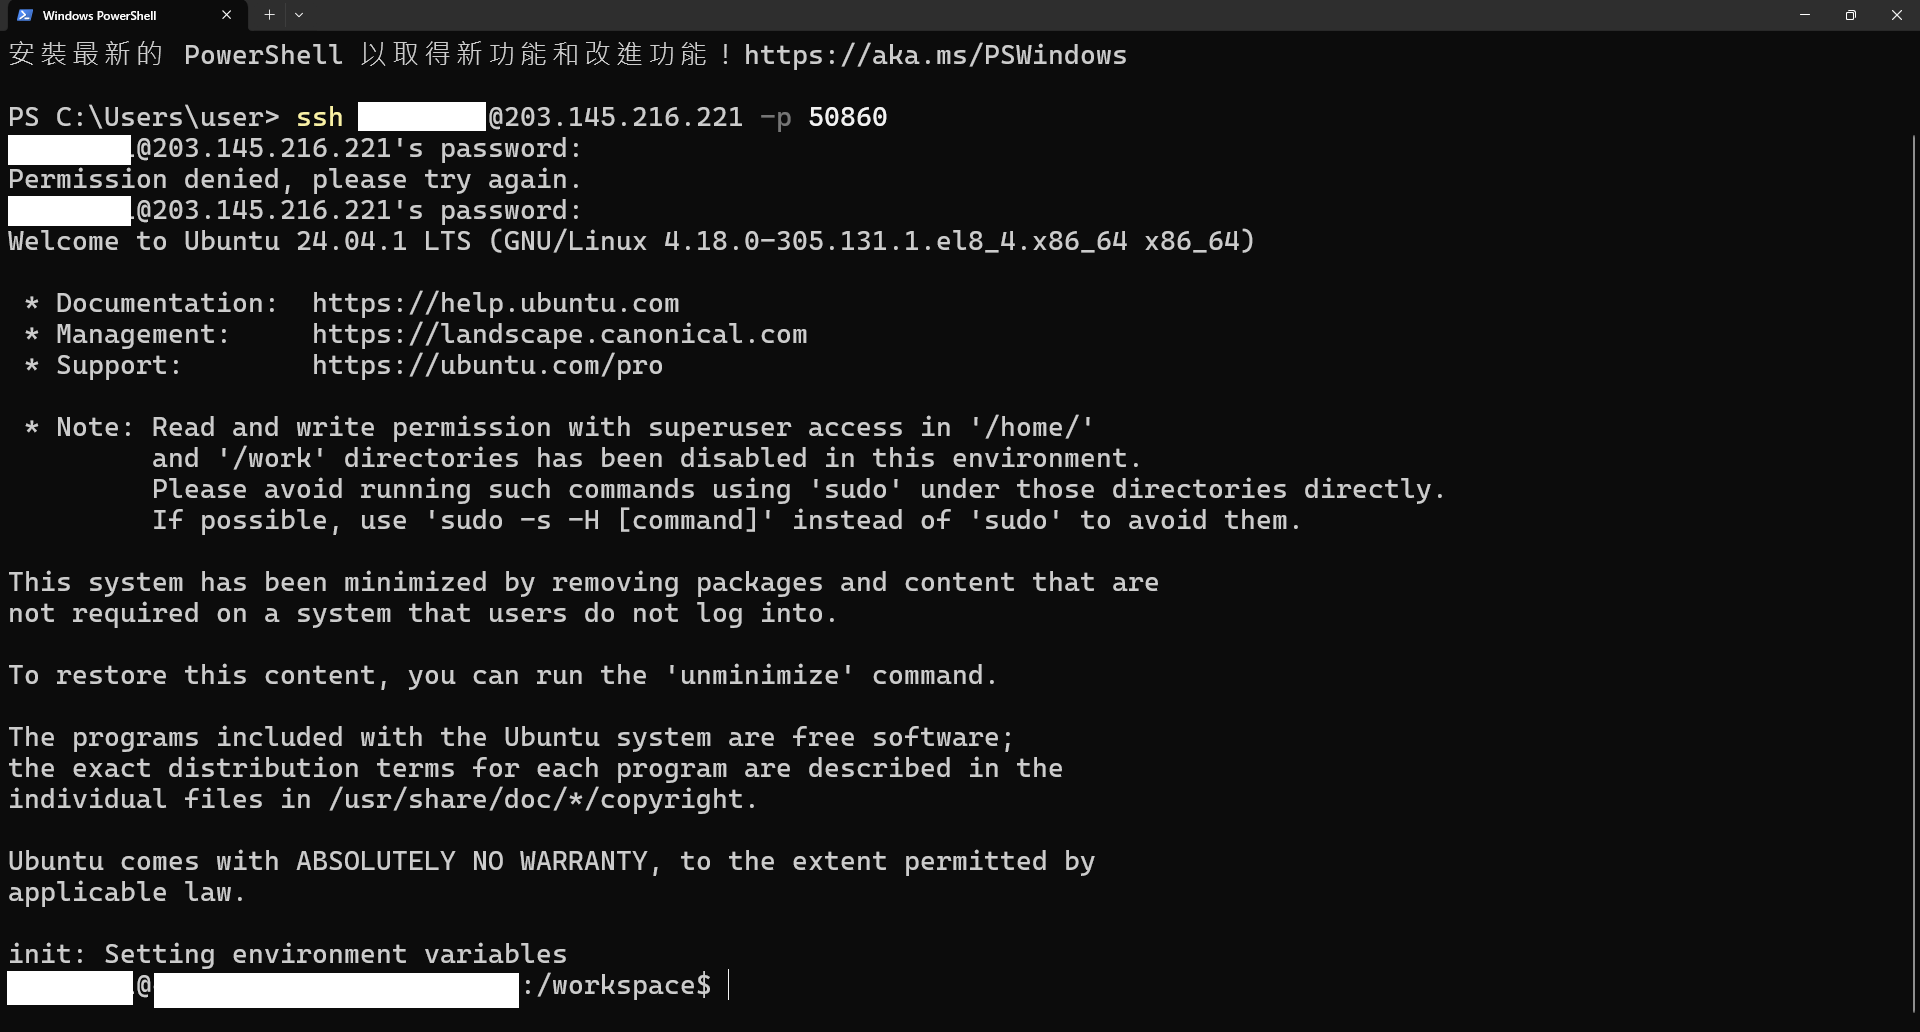 Windows PowerShell
安裝最新的 PowerShell 以取得新功能和改進功能！https://aka.ms/PSWindows
PS C:\Users\user> ssh @203.145.216.221 -p 50860
@203.145.216.221's password:
Permission denied, please try again.
@203.145.216.221's password:
Welcome to Ubuntu 24.04.1 LTS (GNU/Linux 4.18.0-305.131.1.el8_4.x86_64 x86_64)
* Documentation:  https://help.ubuntu.com
* Management:     https://landscape.canonical.com
* Support:        https://ubuntu.com/pro
* Note: Read and write permission with superuser access in '/home/'
and '/work' directories has been disabled in this environment.
Please avoid running such commands using 'sudo' under those directories directly.
If possible, use 'sudo -s -H [command]' instead of 'sudo' to avoid them.
This system has been minimized by removing packages and content that are
not required on a system that users do not log into.
To restore this content, you can run the 'unminimize' command.
The programs included with the Ubuntu system are free software;
the exact distribution terms for each program are described in the
individual files in /usr/share/doc/*/copyright.
Ubuntu comes with ABSOLUTELY NO WARRANTY, to the extent permitted by
applicable law.
init: Setting environment variables
@ :/workspace$